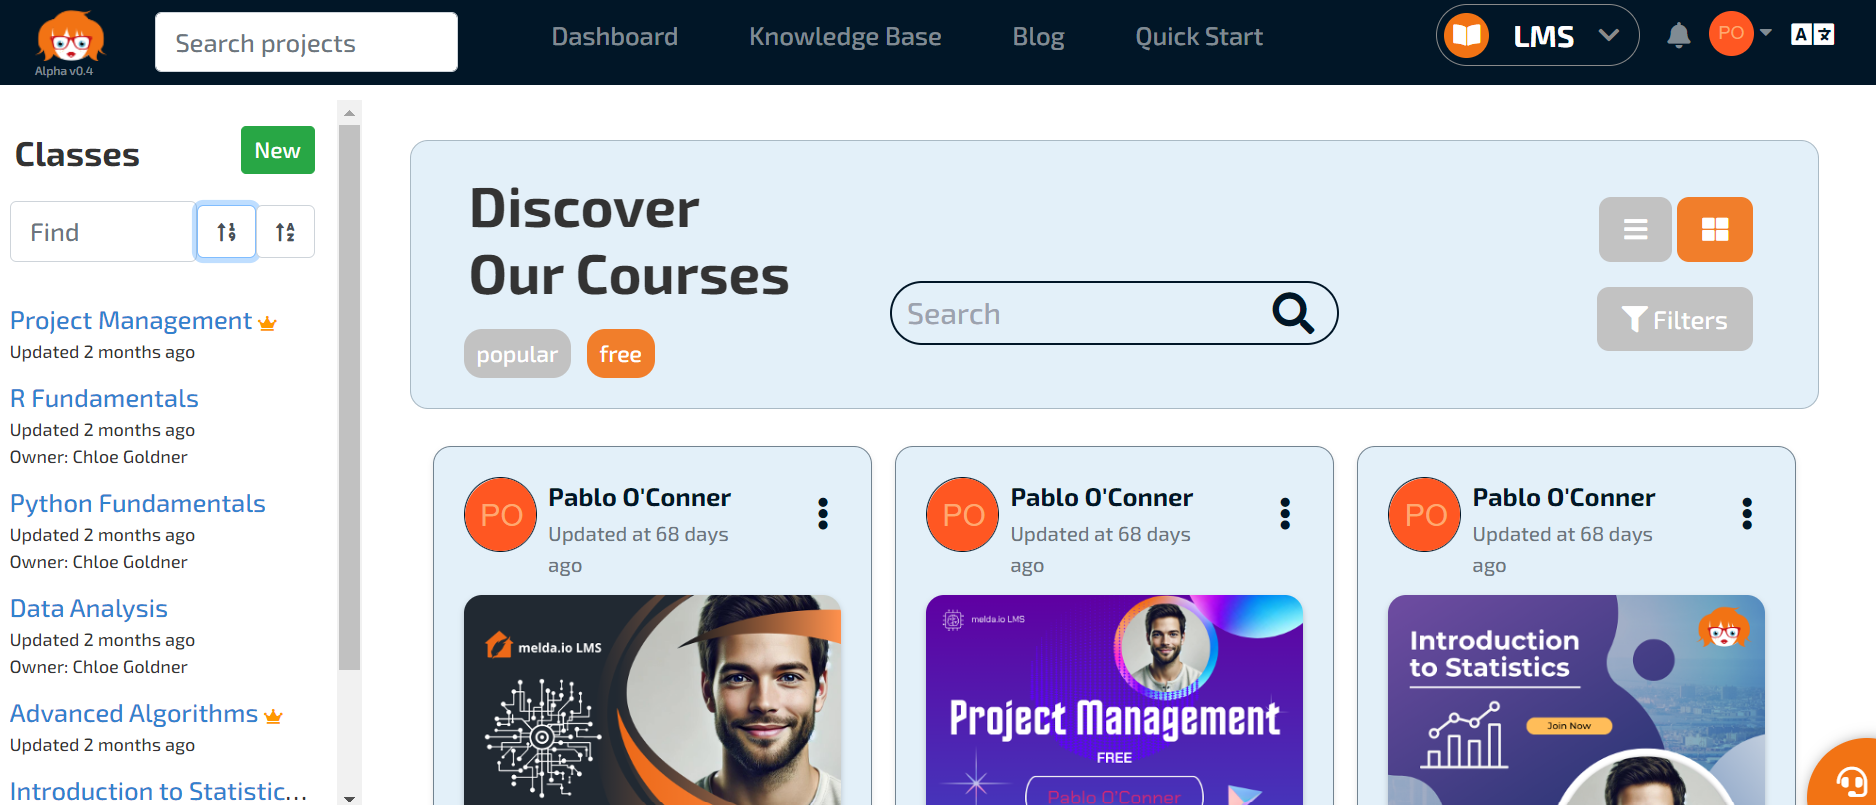 Alpha v0.4
Search projects
Dashboard
Knowledge Base
Blog
Quick Start
LMS
PO
A
Classes
New
Find
Project Management
Updated 2 months ago
R Fundamentals
Updated 2 months ago
Owner: Chloe Goldner
Python Fundamentals
Updated 2 months ago
Owner: Chloe Goldner
Data Analysis
Updated 2 months ago
Owner: Chloe Goldner
Advanced Algorithms
Updated 2 months ago
Introduction to Statistic...
Discover
Our Courses
popular
free
Search
Filters
PO
Pablo O'Conner
Updated at 68 days
ago
melda.io LMS
PO
Pablo O'Conner
Updated at 68 days
ago
melda.io LMS
Project Management
FREE
Pablo O'Conner
PO
Pablo O'Conner
Updated at 68 days
ago
Introduction
to Statistics
Join Now